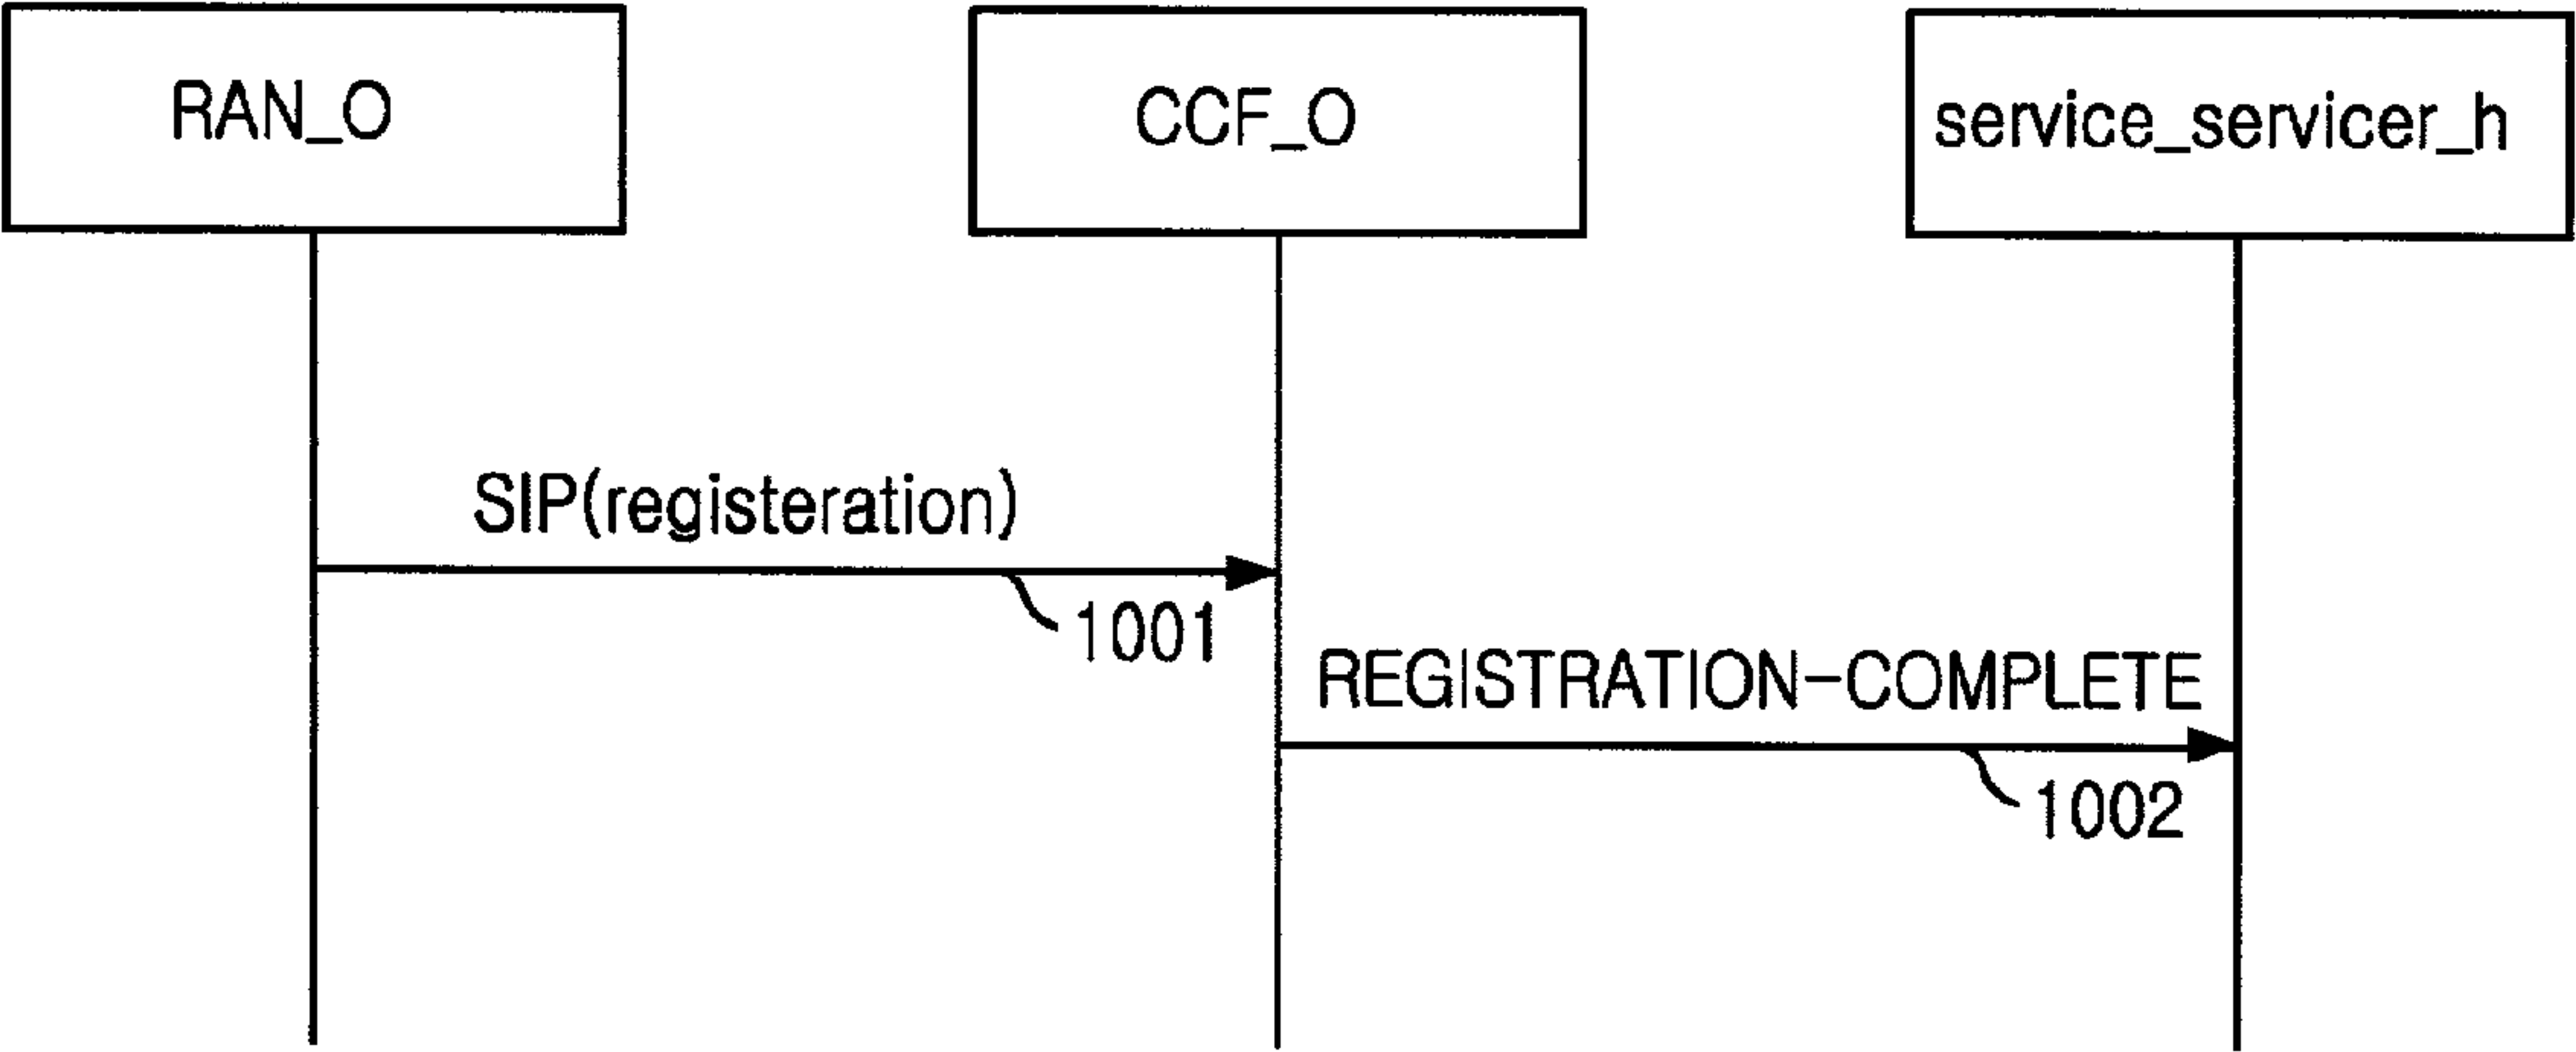 RAN_O
CCF_O
service_servicer_h
SIP(registeration)
1001
REGISTRATION-COMPLETE
1002